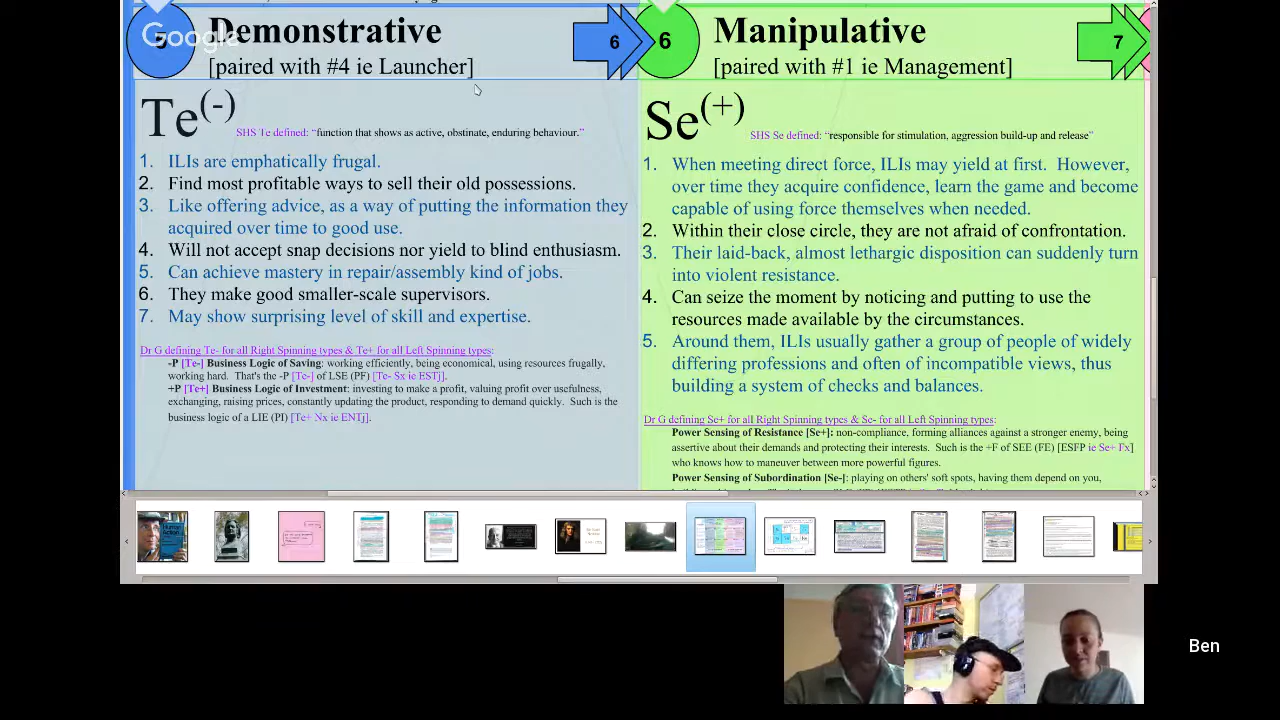 Google
5
Demonstrative
[paired with #4 ie Launcher]
6
6
Manipulative
[paired with #1 ie Management]
7
Te(-)
SHS Te defined: “function that shows as active, obstinate, enduring behaviour.”
1. ILIs are emphatically frugal.
2. Find most profitable ways to sell their old possessions.
3. Like offering advice, as a way of putting the information they
acquired over time to good use.
4. Will not accept snap decisions nor yield to blind enthusiasm.
5. Can achieve mastery in repair/assembly kind of jobs.
6. They make good smaller-scale supervisors.
7. May show surprising level of skill and expertise.
Dr G defining Te- for all Right Spinning types & Te+ for all Left Spinning types:
-P [Te-] Business Logic of Saving: working efficiently, being economical, using resources frugally,
working hard. That's the -P [Te-] of LSE (PF) [Te- Sx ie ESTj].
+P [Te+] Business Logic of Investment: investing to make a profit, valuing profit over usefulness,
exchanging, raising prices, constantly updating the product, responding to demand quickly. Such is the
business logic of a LIE (PI) [Te+ Nx ie ENTj].
Se(+)
SHS Se defined: “responsible for stimulation, aggression build-up and release”
1. When meeting direct force, ILIs may yield at first. However,
over time they acquire confidence, learn the game and become
capable of using force themselves when needed.
2. Within their close circle, they are not afraid of confrontation.
3. Their laid-back, almost lethargic disposition can suddenly turn
into violent resistance.
4. Can seize the moment by noticing and putting to use the
resources made available by the circumstances.
5. Around them, ILIs usually gather a group of people of widely
differing professions and often of incompatible views, thus
building a system of checks and balances.
Dr G defining Se+ for all Right Spinning types & Se- for all Left Spinning types:
Power Sensing of Resistance [Se+]: non-compliance, forming alliances against a stronger enemy, being
assertive about their demands and protecting their interests. Such is the +F of SEE (FE) [ESFP ie Se+ Fx]
who knows how to maneuver between more powerful figures.
Power Sensing of Subordination [Se-]: playing on others' soft spots, having them depend on you,
Ben